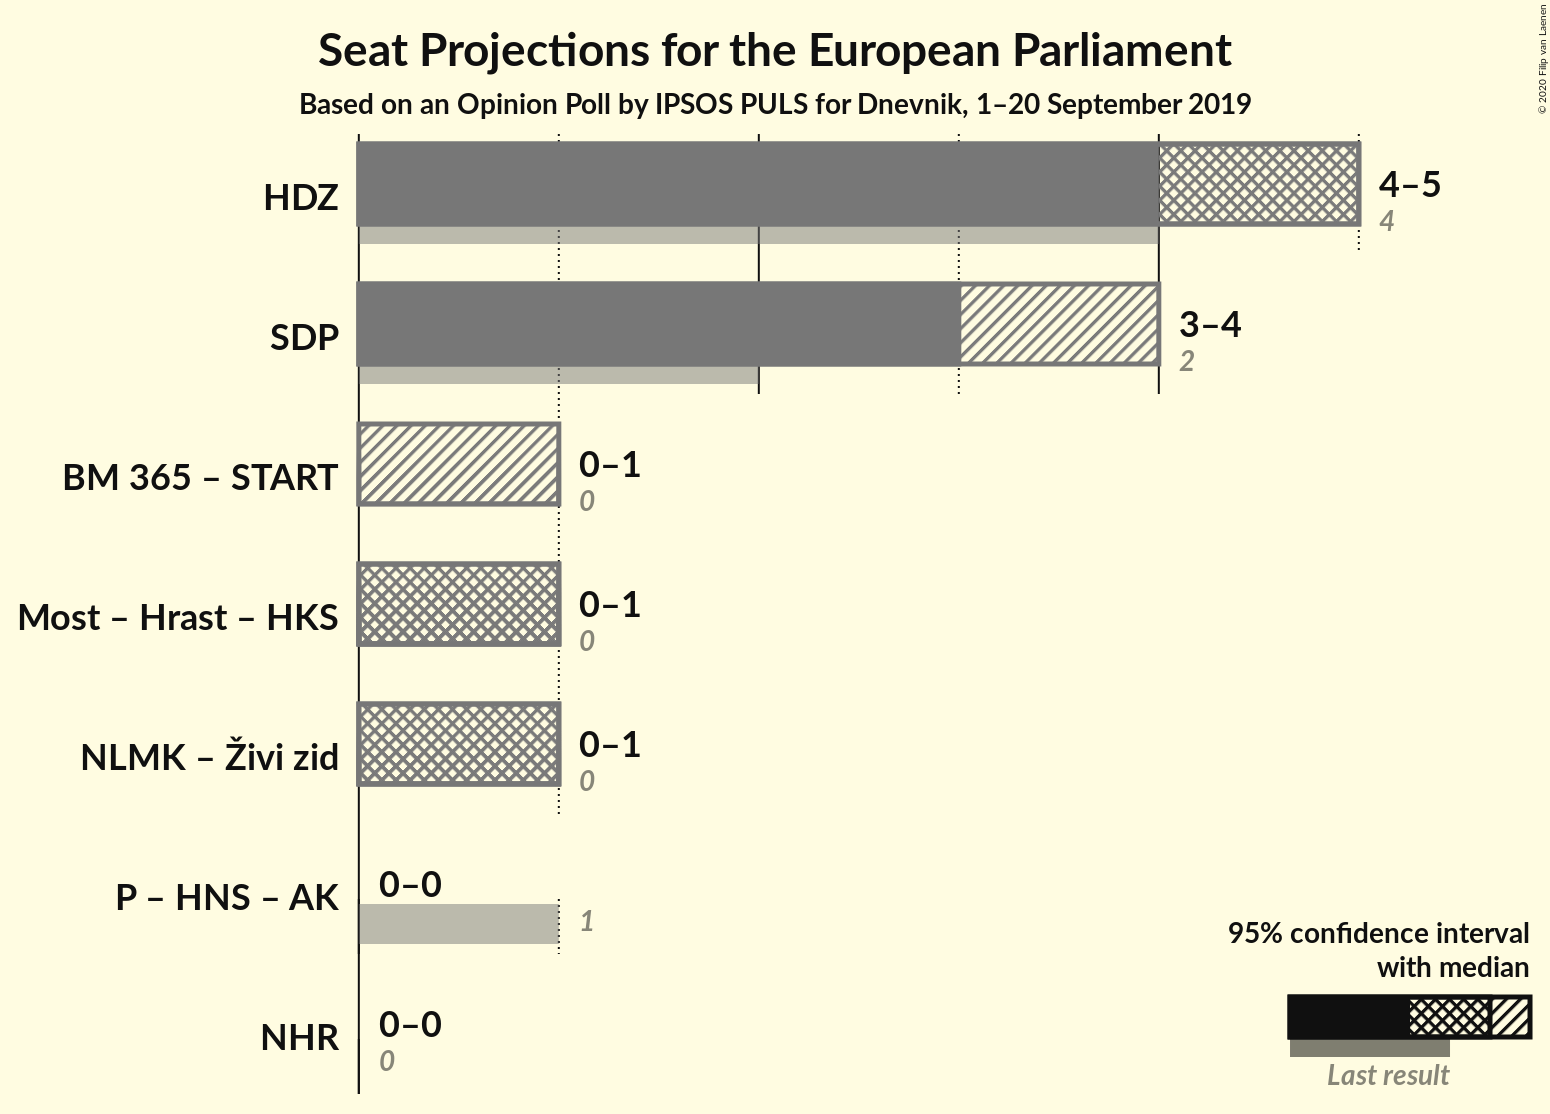 Seat Projections for the European Parliament
Based on an Opinion Poll by IPSOS PULS for Dnevnik, 1–20 September 2019
© 2020 Filip van Laenen
HDZ
4–5
4
SDP
3–4
2
BM 365 – START
0–1
0
Most – Hrast – HKS
0–1
0
NLMK – Živi zid
0–1
0
P – HNS – AK
0–0
1
NHR
0–0
0
95% confidence interval
with median
Last result